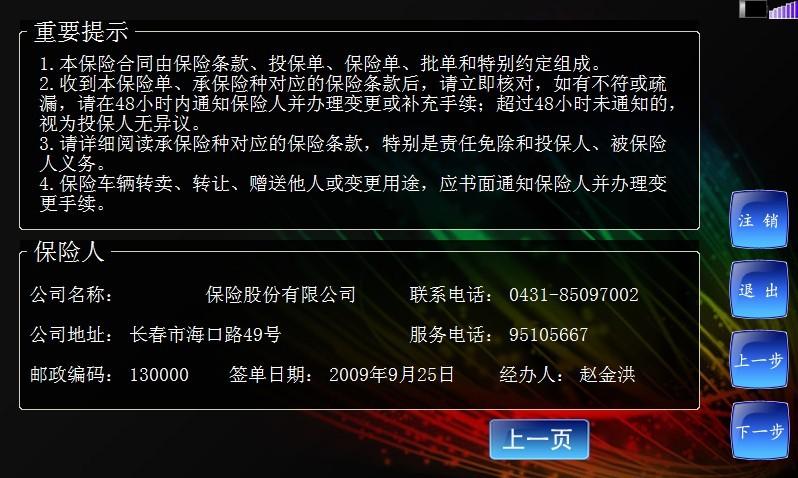 重要提示
1.本保险合同由保险条款、投保单、保险单、批单和特别约定组成。
2.收到本保险单、承保险种对应的保险条款后，请立即核对，如有不符或疏
漏，请在48小时内通知保险人并办理变更或补充手续；超过48小时未通知的，
视为投保人无异议。
3.请详细阅读承保险种对应的保险条款，特别是责任免除和投保人、被保险
人义务。
4.保险车辆转卖、转让、赠送他人或变更用途，应书面通知保险人并办理变
更手续。
注 销
保险人
退 出
公司名称： 保险股份有限公司 联系电话： 0431-85097002
公司地址： 长春市海口路49号 服务电话： 95105667
上一步
邮政编码： 130000 签单日期： 2009年9月25日 经办人： 赵金洪
下一步
上一页